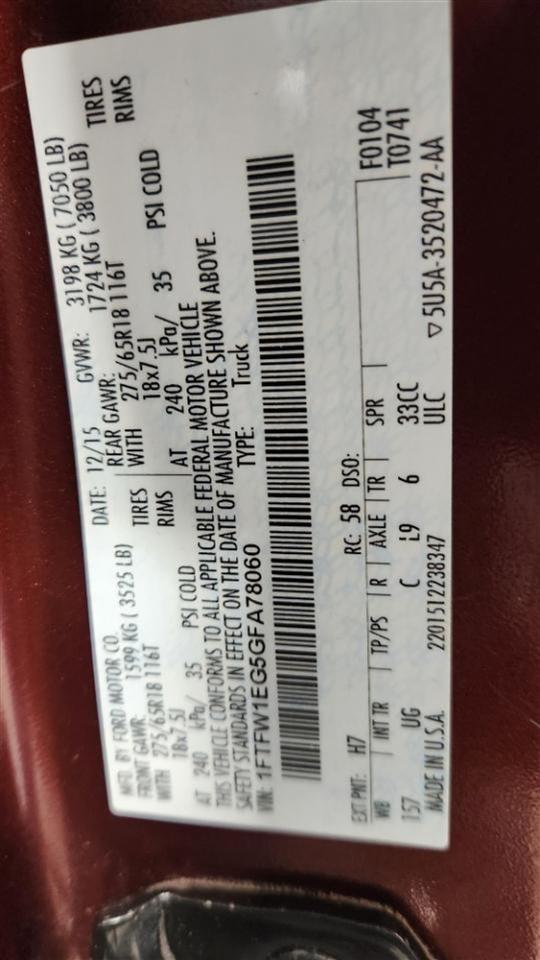 MFD. BY FORD MOTOR CO.
DATE: 12/15 GVWR: 3198 KG ( 7050 LB)
FRONT GAWR: 1599 KG ( 3525 LB) REAR GAWR: 1724 KG ( 3800 LB)
WITH 275/65R18 116T TIRES WITH 275/65R18 116T TIRES
18x7.5J RIMS 18x7.5J RIMS
AT 240 kPa/ 35 PSI COLD AT 240 kPa/ 35 PSI COLD
THIS VEHICLE CONFORMS TO ALL APPLICABLE FEDERAL MOTOR VEHICLE
SAFETY STANDARDS IN EFFECT ON THE DATE OF MANUFACTURE SHOWN ABOVE.
VIN: 1FTFW1EG5GFA78060 TYPE: Truck
F0104
T0741
EXT PNT: H7 RC: 58 DSO:
WB INT TR TP/PS R AXLE TR SPR
157 UG C L9 6 33CC
ULC
MADE IN U.S.A. 2201512238347 ▽5U5A-3520472-AA